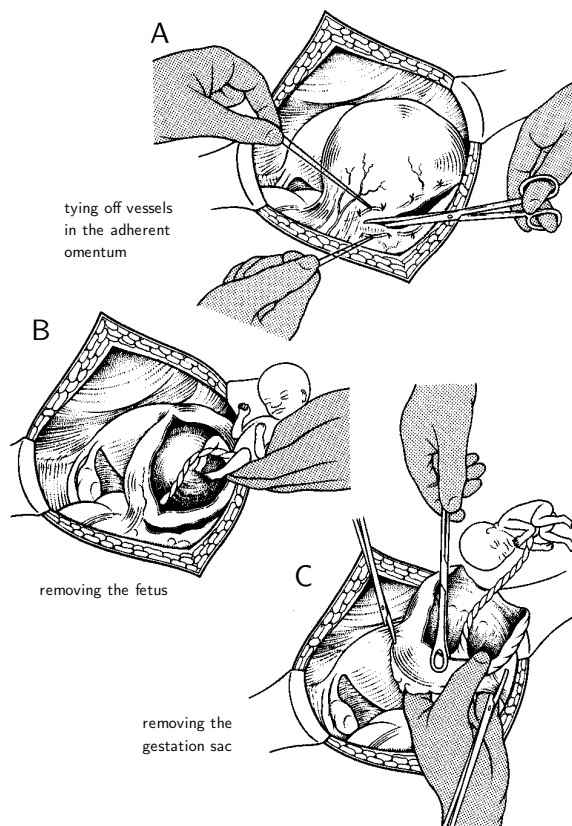 A
tying off vessels
in the adherent
omentum
B
removing the fetus
C
removing the
gestation sac